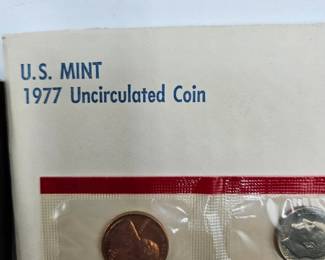 U.S. MINT
1977 Uncirculated Coin